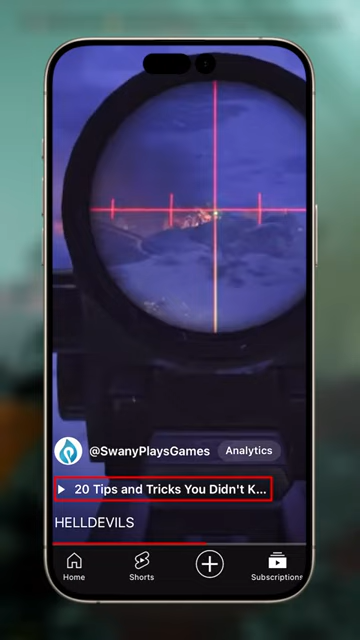 @SwanyPlaysGames Analytics
20 Tips and Tricks You Didn't K...
HELLDEVILS
Home Shorts Subscriptions